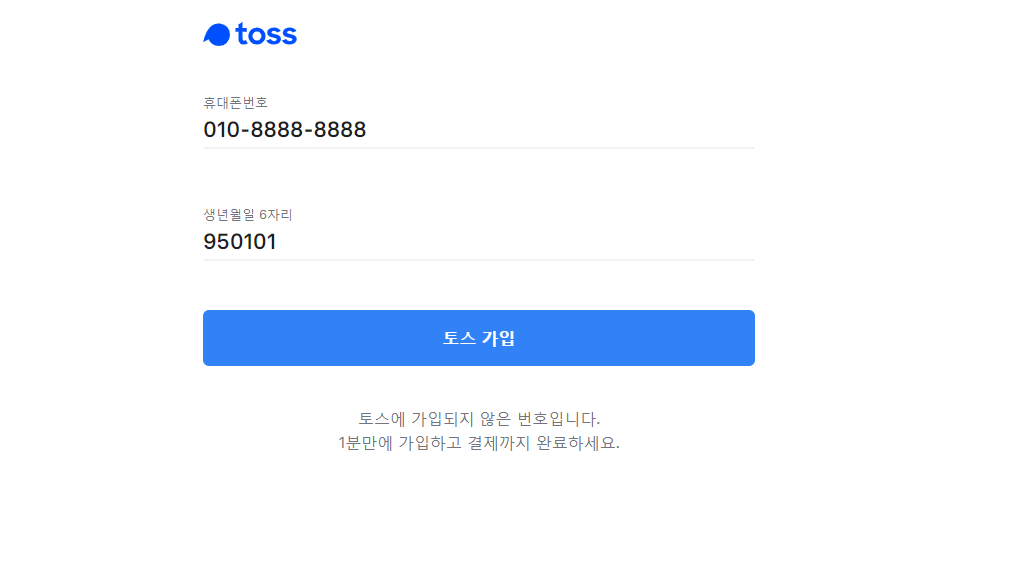 toss
휴대폰번호
010-8888-8888
생년월일 6자리
950101
토스 가입
토스에 가입되지 않은 번호입니다.
1분만에 가입하고 결제까지 완료하세요.